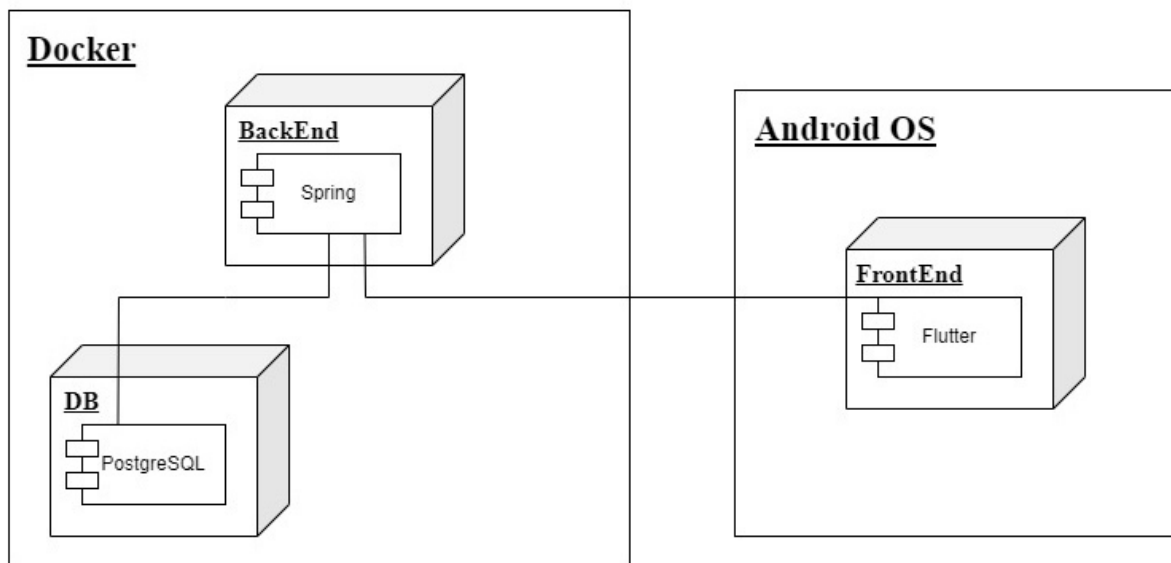 Docker
BackEnd
Spring
DB
PostgreSQL
Android OS
FrontEnd
Flutter